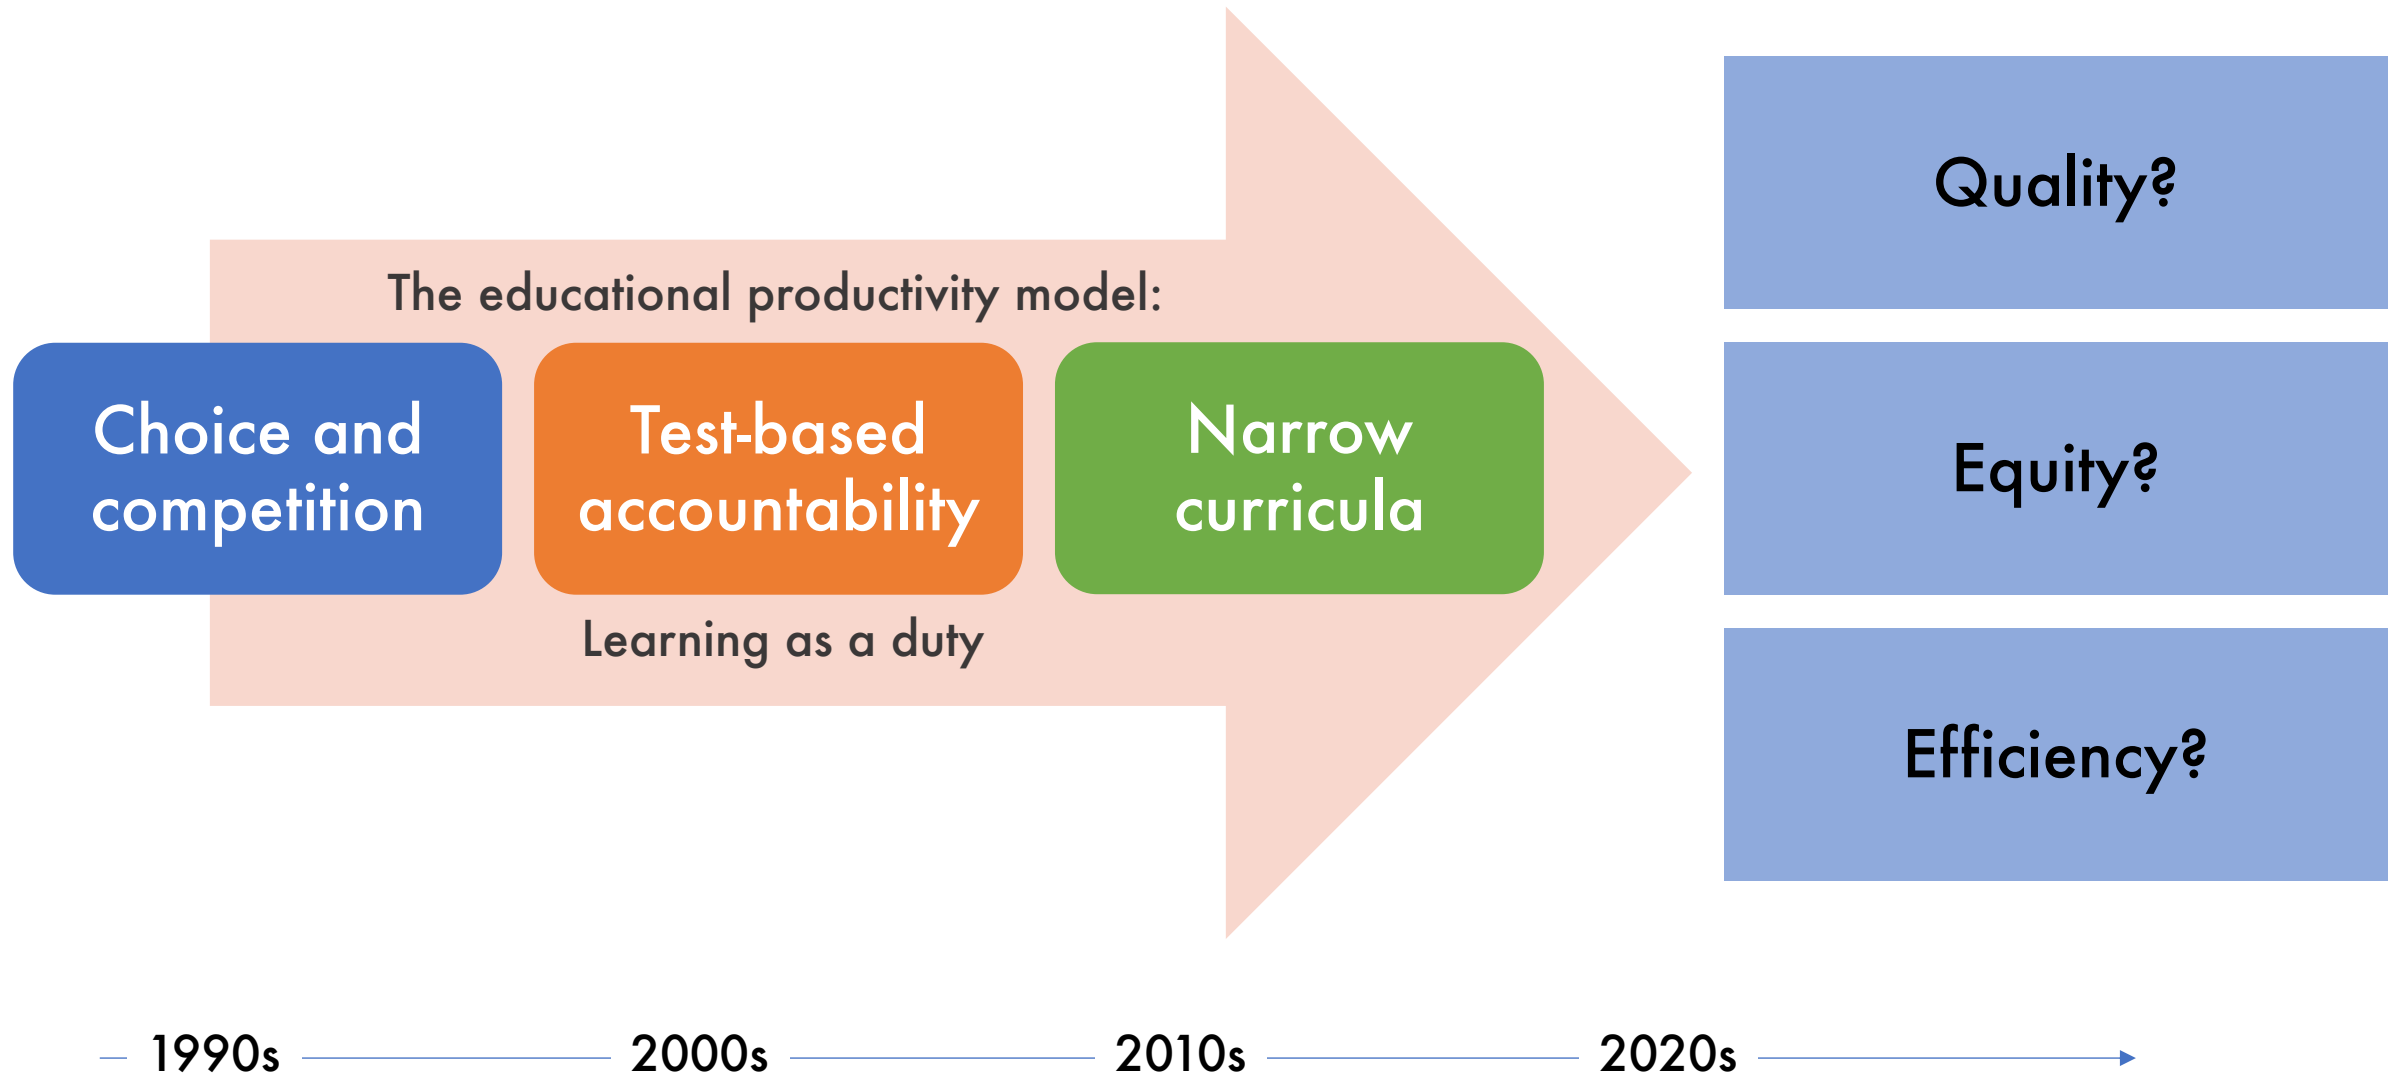 The educational productivity model:
Choice and
competition
Test-based
accountability
Narrow
curricula
Learning as a duty
Quality?
Equity?
Efficiency?
1990s
2000s
2010s
2020s